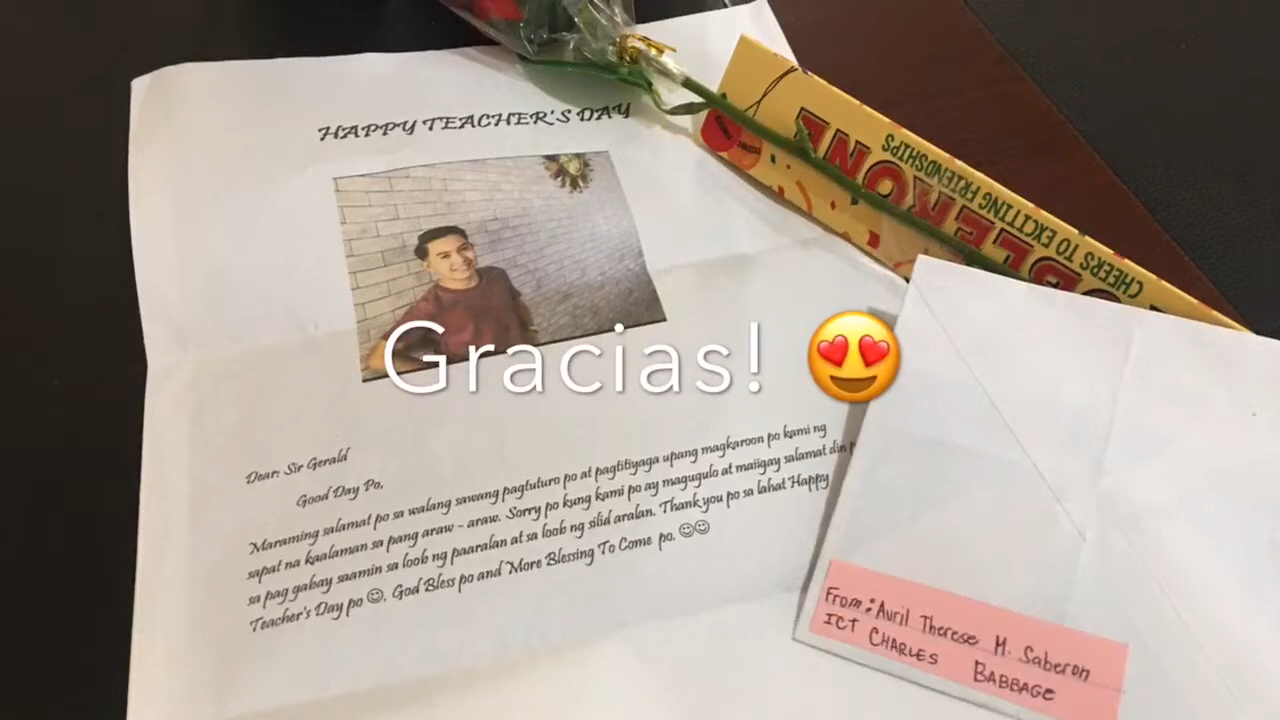 HAPPY TEACHER'S DAY
CHEERS TO EXCITING FRIENDSHIPS
Gracias! 😍
Dear: Sir Gerald
Good Day Po,
Maraming salamat po sa walang sawang pagtuturo po at pagtitiyaga upang magkaroon po kami ng
sapat na kaalaman sa pang araw - araw. Sorry po kung kami po ay magugulo at maiigay salamat din
sa pag gabay saamin sa loob ng paaralan at sa loob ng silid aralan. Thank you po sa lahat Happy
Teacher's Day po ☺. God Bless po and More Blessing To Come po. ☺☺
From: Avril Therese M. Saberon
ICT CHARLES BABBAGE